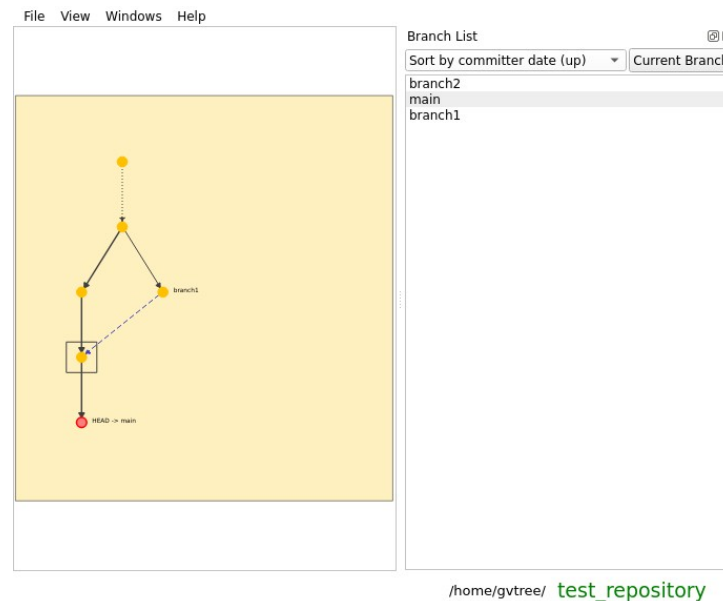 File View Windows Help
Branch List
Sort by committer date (up)
Current Branch
branch2
main
branch1
branch1
HEAD -> main
/home/gvtree/ test_repository